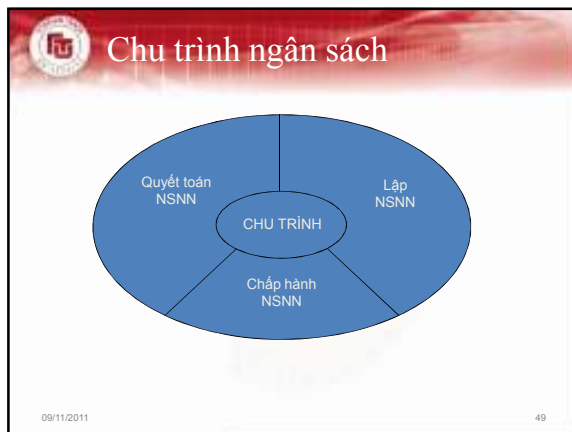 Chu trình ngân sách
Quyết toán
NSNN
Lập
NSNN
CHU TRÌNH
Chấp hành
NSNN
09/11/2011
49